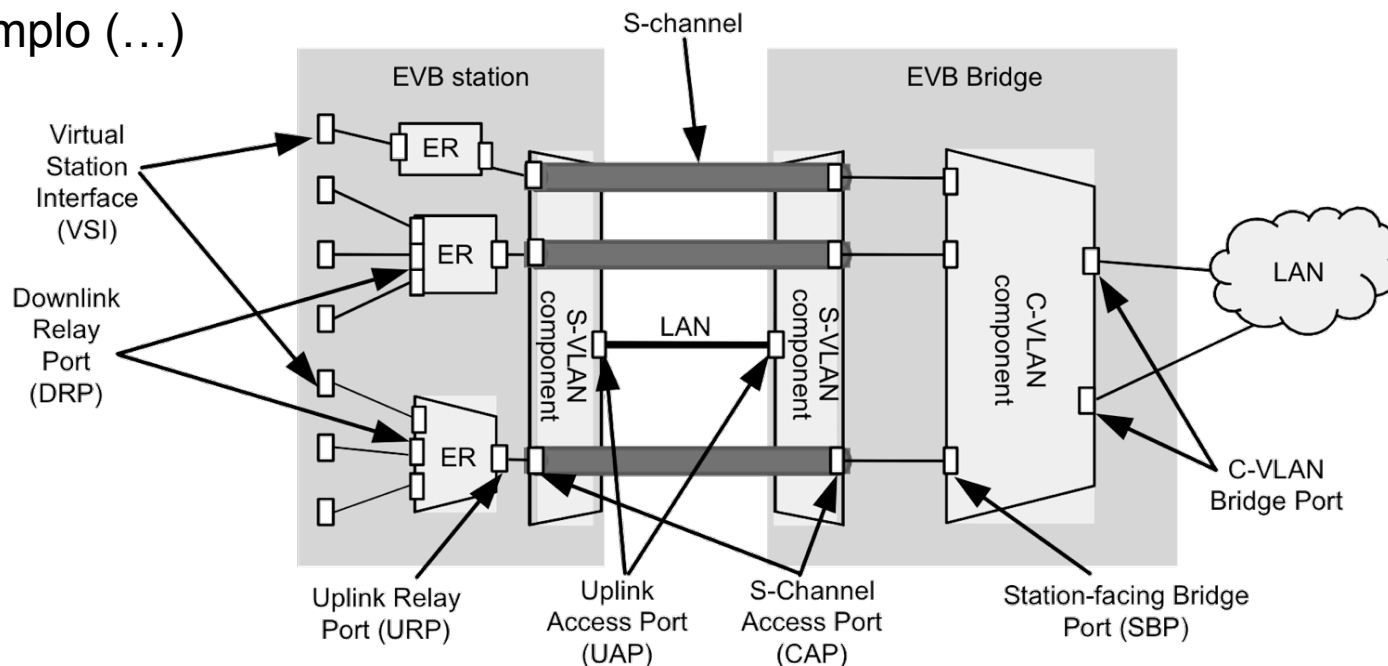 mplo (…)
S-channel
EVB station
EVB Bridge
Virtual
Station
Interface
(VSI)
ER
ER
ER
Downlink
Relay
Port
(DRP)
S-VLAN
component
LAN
S-VLAN
component
C-VLAN
component
LAN
C-VLAN
Bridge Port
Uplink Relay
Port (URP)
Uplink
Access Port
(UAP)
S-Channel
Access Port
(CAP)
Station-facing Bridge
Port (SBP)